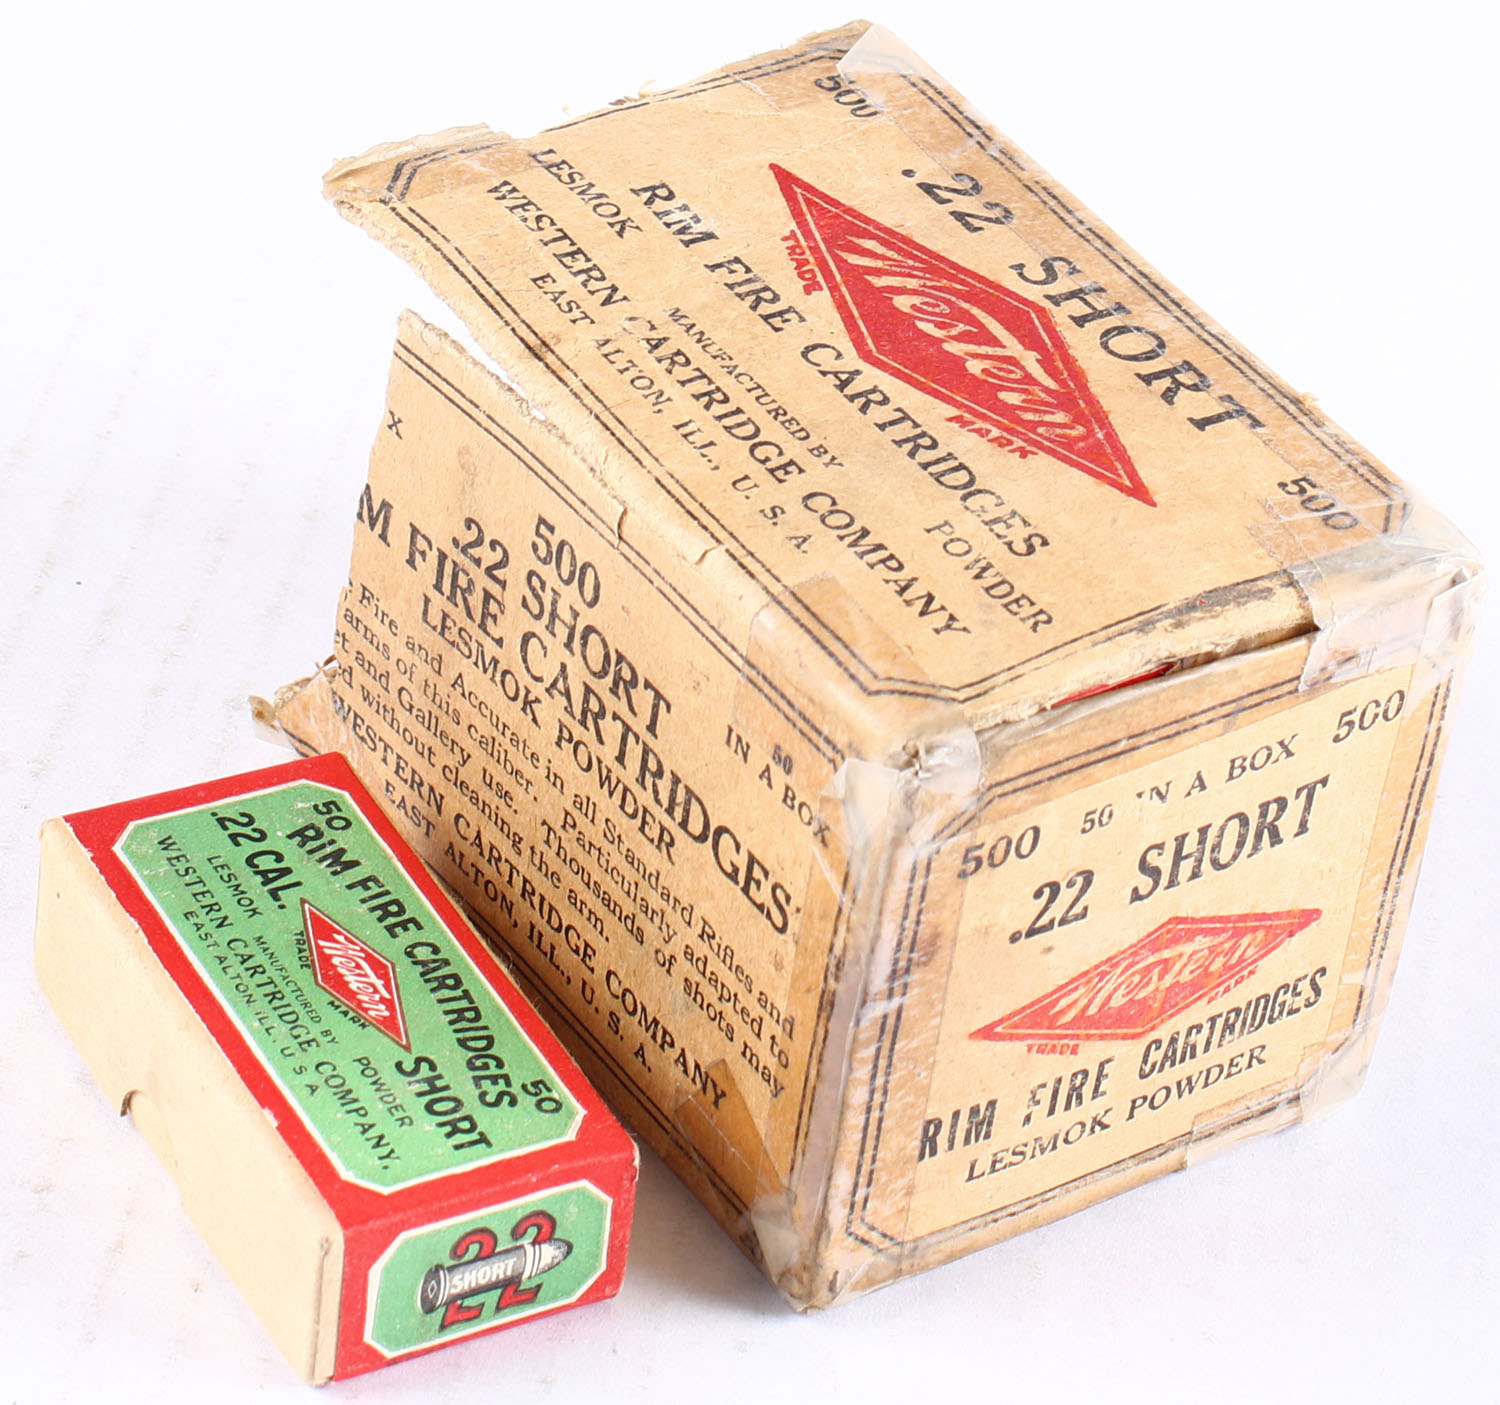 500
500
.22 SHORT
Western
TRADE
MARK
RIM FIRE CARTRIDGES
LESMOK
POWDER
MANUFACTURED BY
WESTERN CARTRIDGE COMPANY
EAST ALTON, ILL., U. S. A.
X
IN A BOX
50
500
.22 SHORT
M FIRE CARTRIDGES
LESMOK POWDER
Fire and Accurate in all Standard Rifles and
arms of this caliber. Particularly adapted to
and Gallery use. Thousands of shots may
without cleaning the arm.
WESTERN CARTRIDGE COMPANY
EAST ALTON, ILL., U. S. A.
500
50 IN A BOX
500
.22 SHORT
Western
TRADE
MARK
RIM FIRE CARTRIDGES
LESMOK POWDER
50
50
RIM FIRE CARTRIDGES
.22 CAL.
SHORT
Western
TRADE
MARK
LESMOK
POWDER
MANUFACTURED BY
WESTERN CARTRIDGE COMPANY.
EAST ALTON. ILL. U S A
22
SHORT